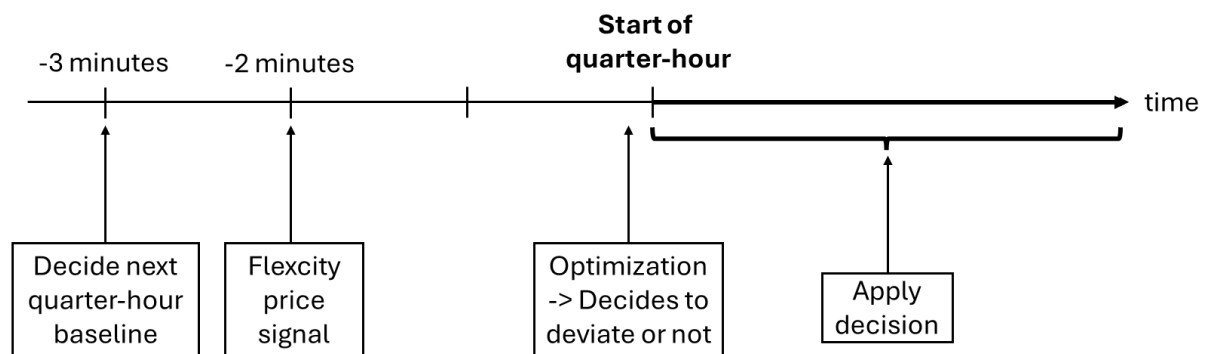 Start of
quarter-hour
-3 minutes
-2 minutes
time
Decide next
quarter-hour
baseline
Flexcity
price
signal
Optimization
-> Decides to
deviate or not
Apply
decision